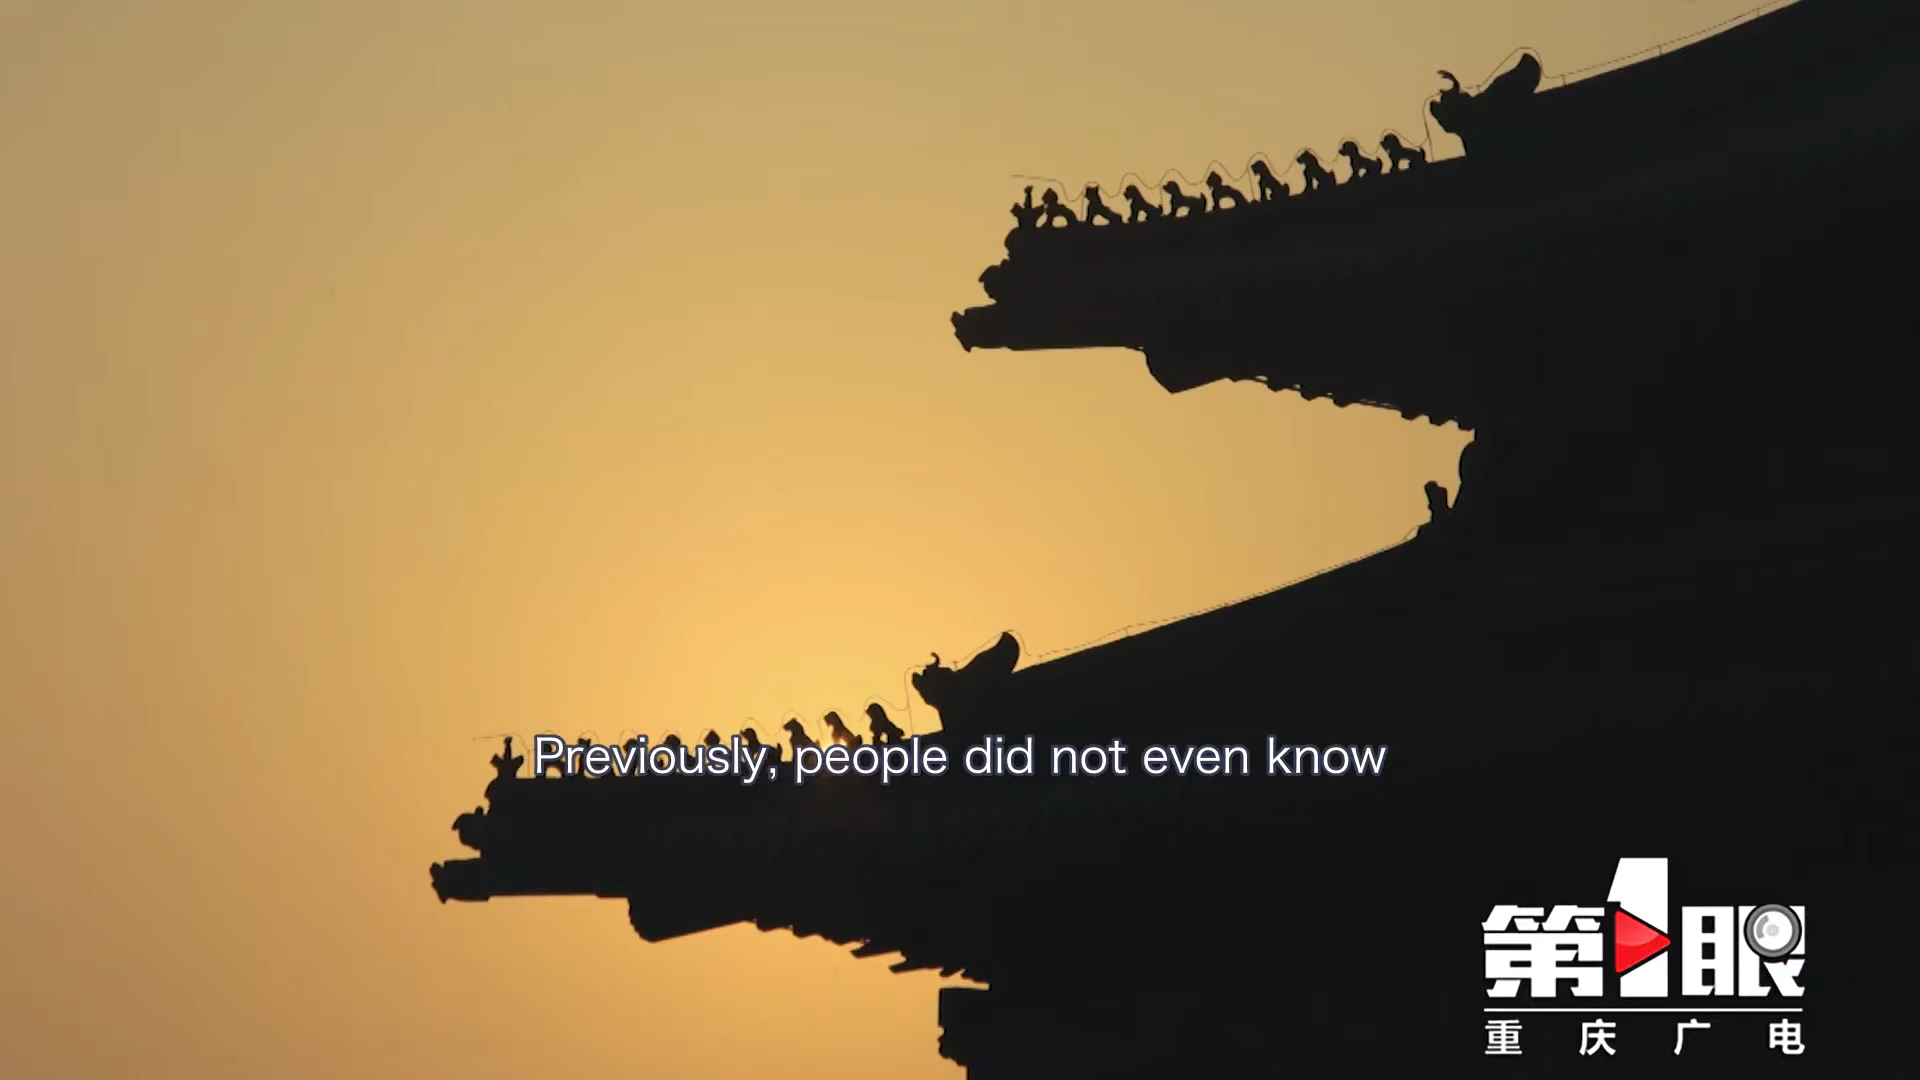 Previously, people did not even know
第1眼
重庆广电